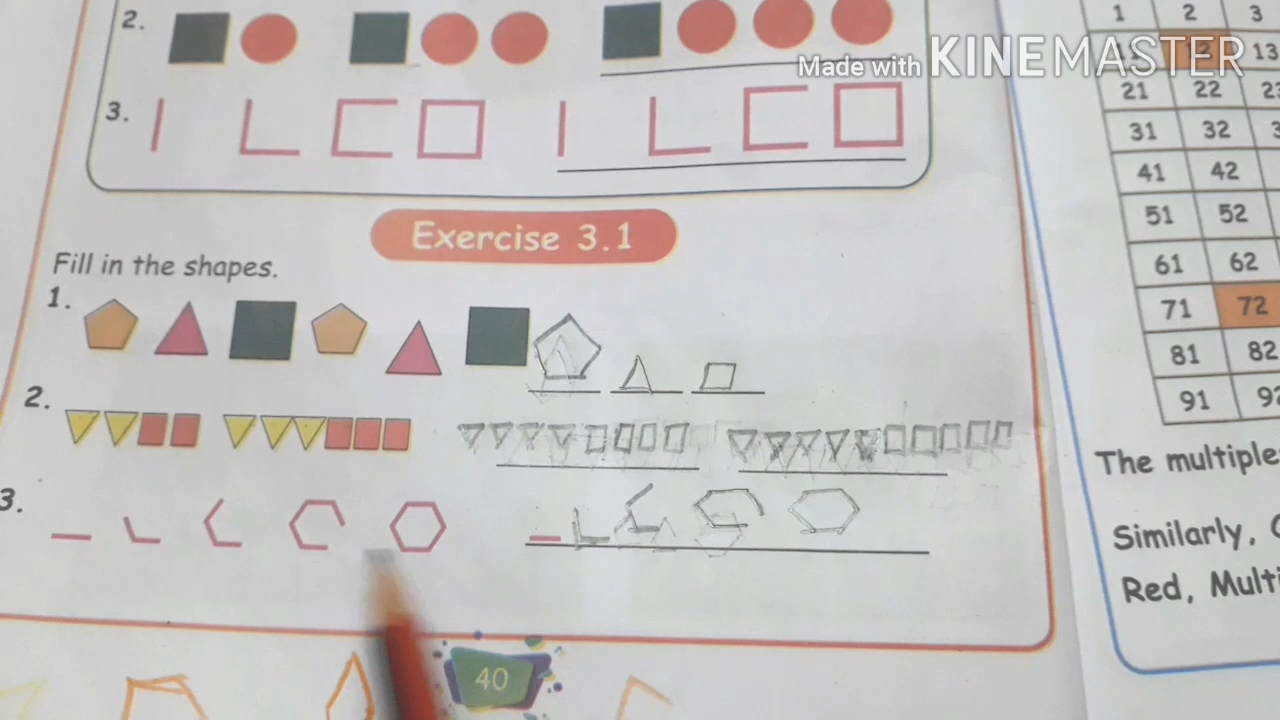 2.
Made with KINEMASTER
3.
Exercise 3.1
Fill in the shapes.
1.
2.
3.
40
1 2 3
12 13
21 22
31 32
41 42
51 52
61 62
71 72
81 82
91
The multiple
Similarly,
Red, Multi